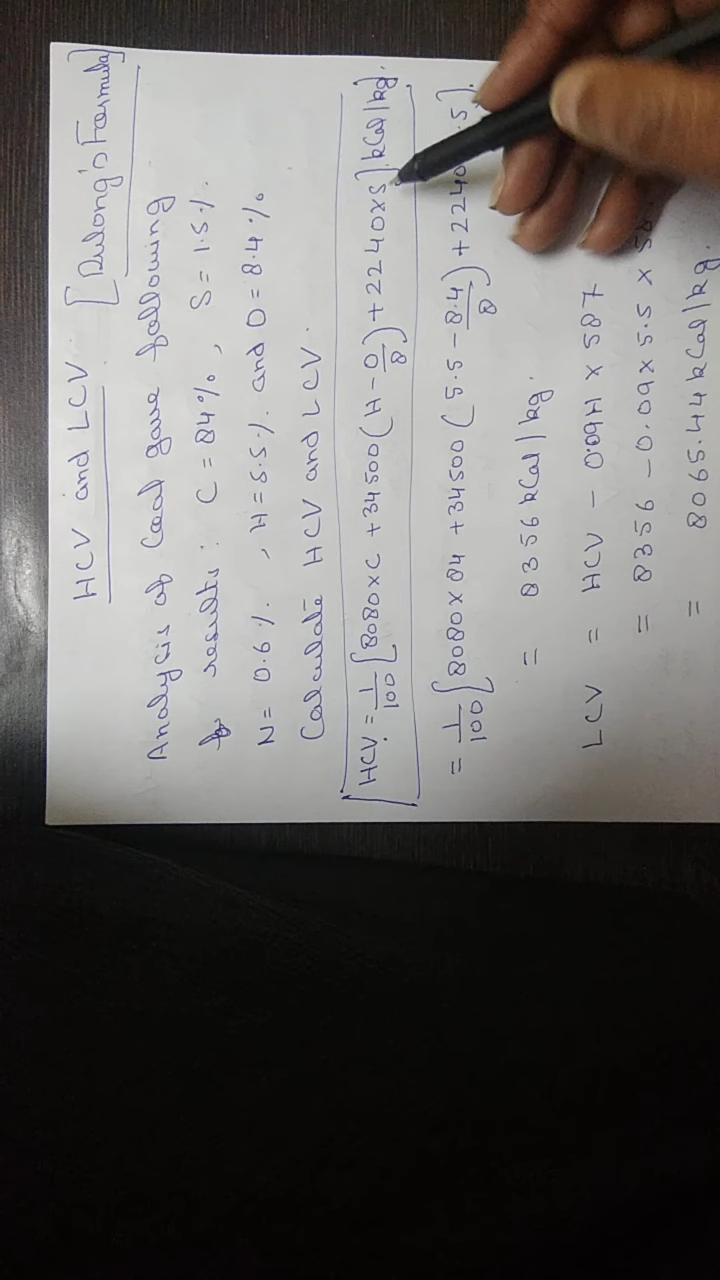 HCV and LCV. [Dulong's Formula]
Analysis of Coal gave following
results: C = 84%, S = 1.5%.
N = 0.6%, H = 5.5%. and O = 8.4%
Calculate HCV and LCV.
HCV = 1/100 [8080×C + 34500 (H - O/8) + 2240×S] kCal/kg.
= 1/100 [8080×84 + 34500 (5.5 - 8.4/8) + 2240 .5].
= 8356 kCal/kg.
LCV = HCV - 0.09H × 587
= 8356 - 0.09×5.5×
= 8065.44 kCal/kg.